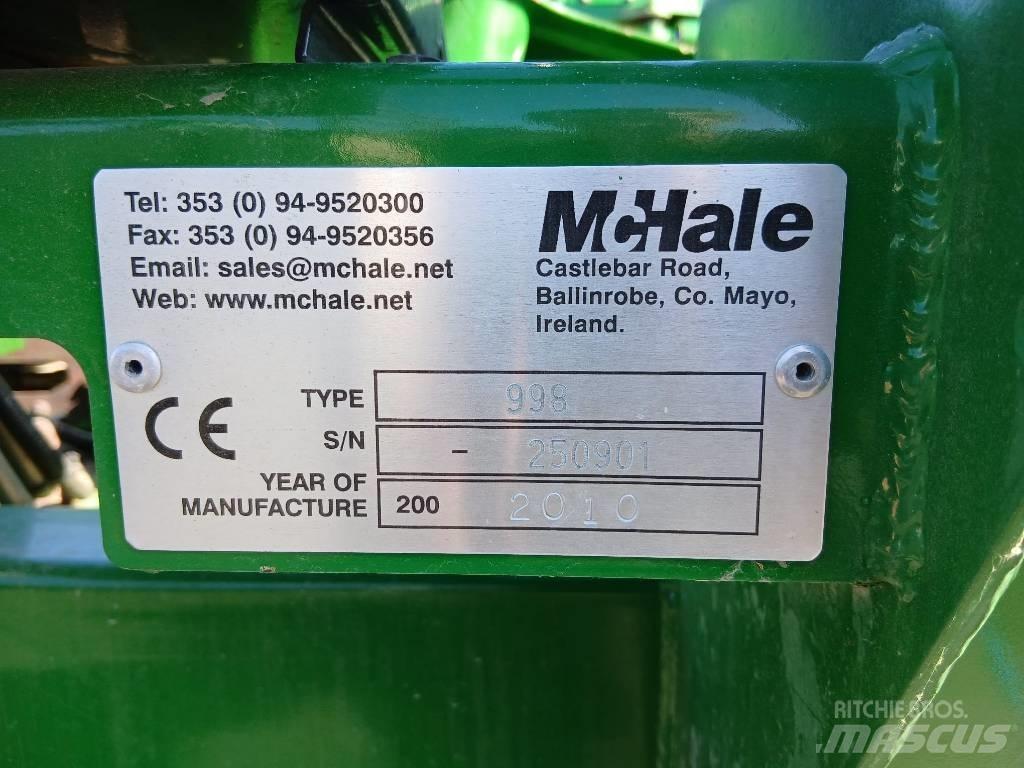 Tel: 353 (0) 94-9520300
Fax: 353 (0) 94-9520356
Email: sales@mchale.net
Web: www.mchale.net
McHale
Castlebar Road,
Ballinrobe, Co. Mayo,
Ireland.
CE
TYPE 998
S/N - 250901
YEAR OF
MANUFACTURE 200 2010
RITCHIE BROS.
MASCUS